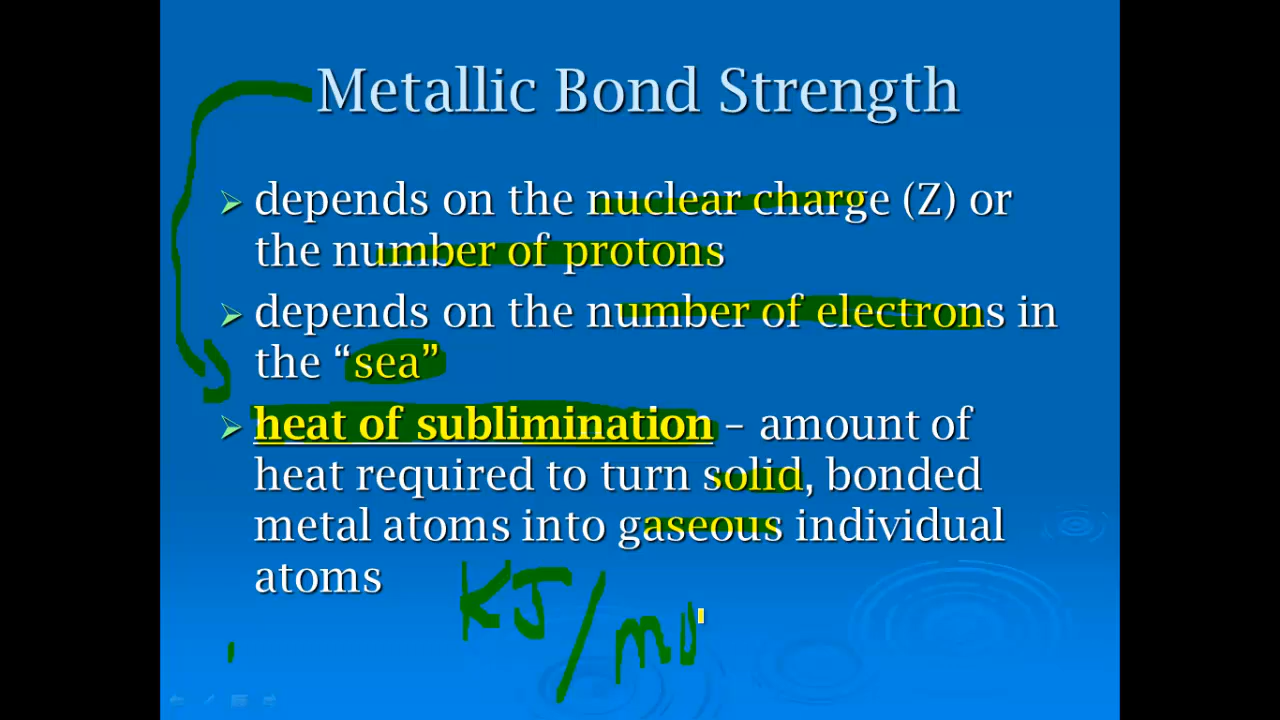 Metallic Bond Strength
depends on the nuclear charge (Z) or
the number of protons
depends on the number of electrons in
the “sea”
heat of sublimination – amount of
heat required to turn solid, bonded
metal atoms into gaseous individual
atoms
KJ/mo